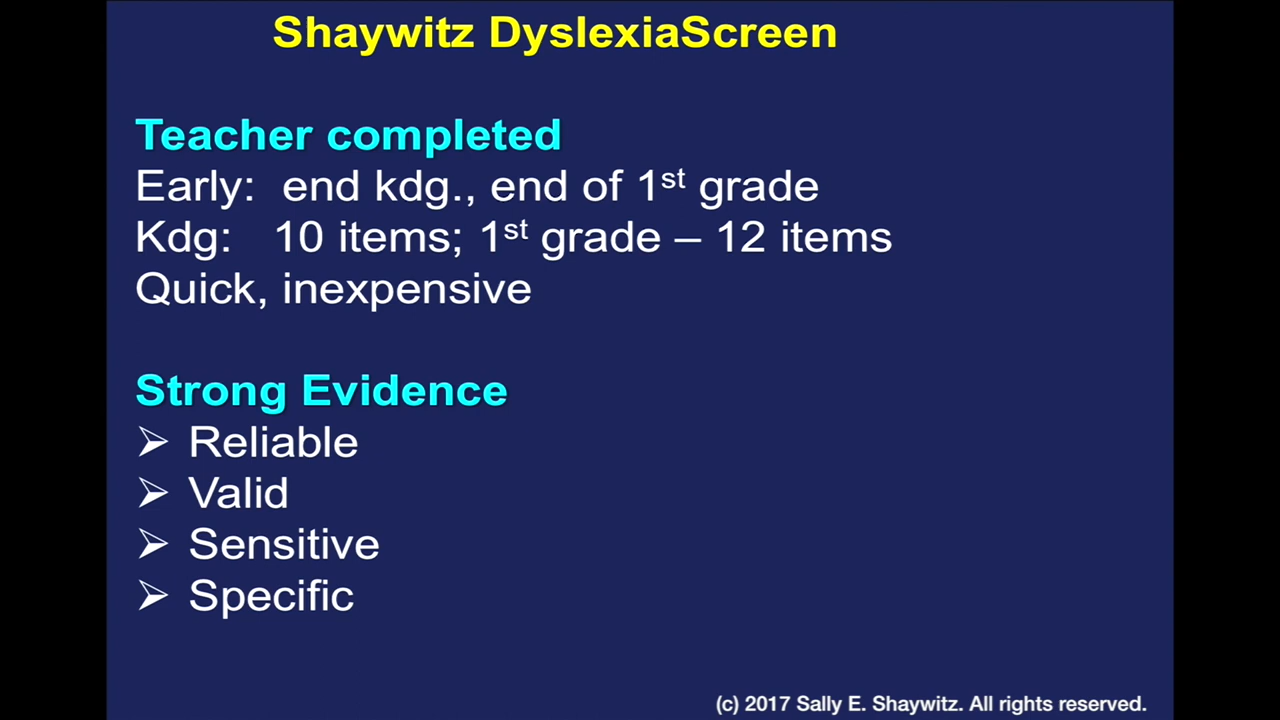 Shaywitz DyslexiaScreen
Teacher completed
Early: end kdg., end of 1st grade
Kdg: 10 items; 1st grade – 12 items
Quick, inexpensive
Strong Evidence
➢ Reliable
➢ Valid
➢ Sensitive
➢ Specific
(c) 2017 Sally E. Shaywitz. All rights reserved.